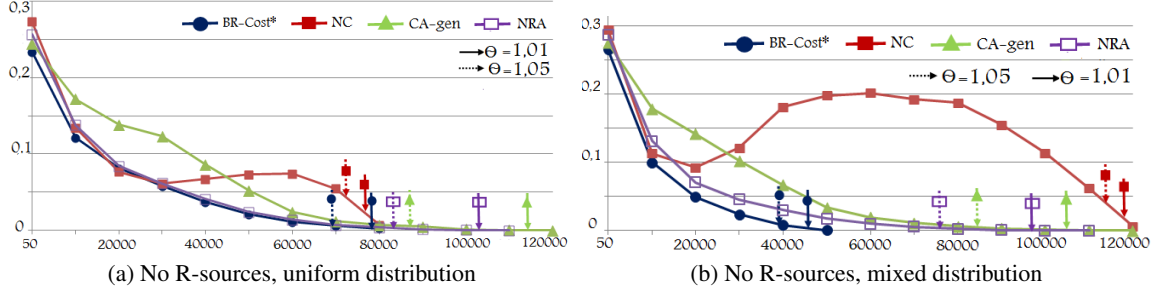 0,3
BR-Cost* NC CA-gen NRA
Θ=1,01
Θ=1,05
0,2
0,1
0
50 20000 40000 60000 80000 100000 120000
(a) No R-sources, uniform distribution
0,3
BR-Cost* NC CA-gen NRA
Θ=1,05 Θ=1,01
0,2
0,1
0
50 20000 40000 60000 80000 100000 120000
(b) No R-sources, mixed distribution